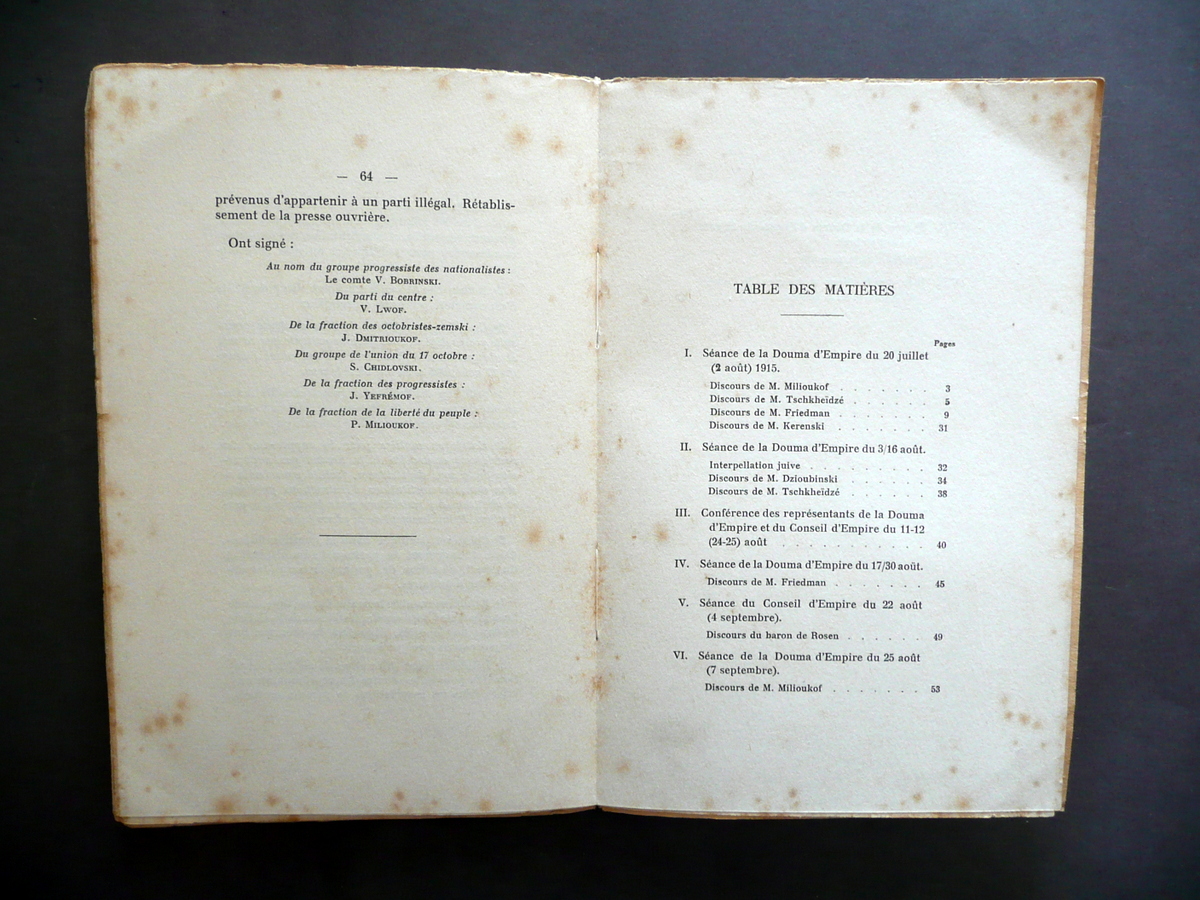 — 64 —
prévenus d'appartenir à un parti illégal. Rétablis-
sement de la presse ouvrière.
Ont signé :
Au nom du groupe progressiste des nationalistes :
Le comte V. Bobrinski.
Du parti du centre :
V. Lwof.
De la fraction des octobristes-zemski :
J. Dmitrioukof.
Du groupe de l'union du 17 octobre :
S. Chidlovski.
De la fraction des progressistes :
J. Yefrémof.
De la fraction de la liberté du peuple :
P. Milioukof.
TABLE DES MATIÉRES
Pages
I. Séance de la Douma d'Empire du 20 juillet
(2 août) 1915.
Discours de M. Milioukof . . . . . . . 3
Discours de M. Tschkheïdzé . . . . . . 5
Discours de M. Friedman . . . . . . . 9
Discours de M. Kerenski . . . . . . . 31
II. Séance de la Douma d'Empire du 3/16 août.
Interpellation juive . . . . . . . . . 32
Discours de M. Dzioubinski . . . . . . 34
Discours de M. Tschkheïdzé . . . . . . 38
III. Conférence des représentants de la Douma
d'Empire et du Conseil d'Empire du 11-12
(24-25) août . . . . . . . . . . . 40
IV. Séance de la Douma d'Empire du 17/30 août.
Discours de M. Friedman . . . . . . . 45
V. Séance du Conseil d'Empire du 22 août
(4 septembre).
Discours du baron de Rosen . . . . . . 49
VI. Séance de la Douma d'Empire du 25 août
(7 septembre).
Discours de M. Milioukof . . . . . . . 53